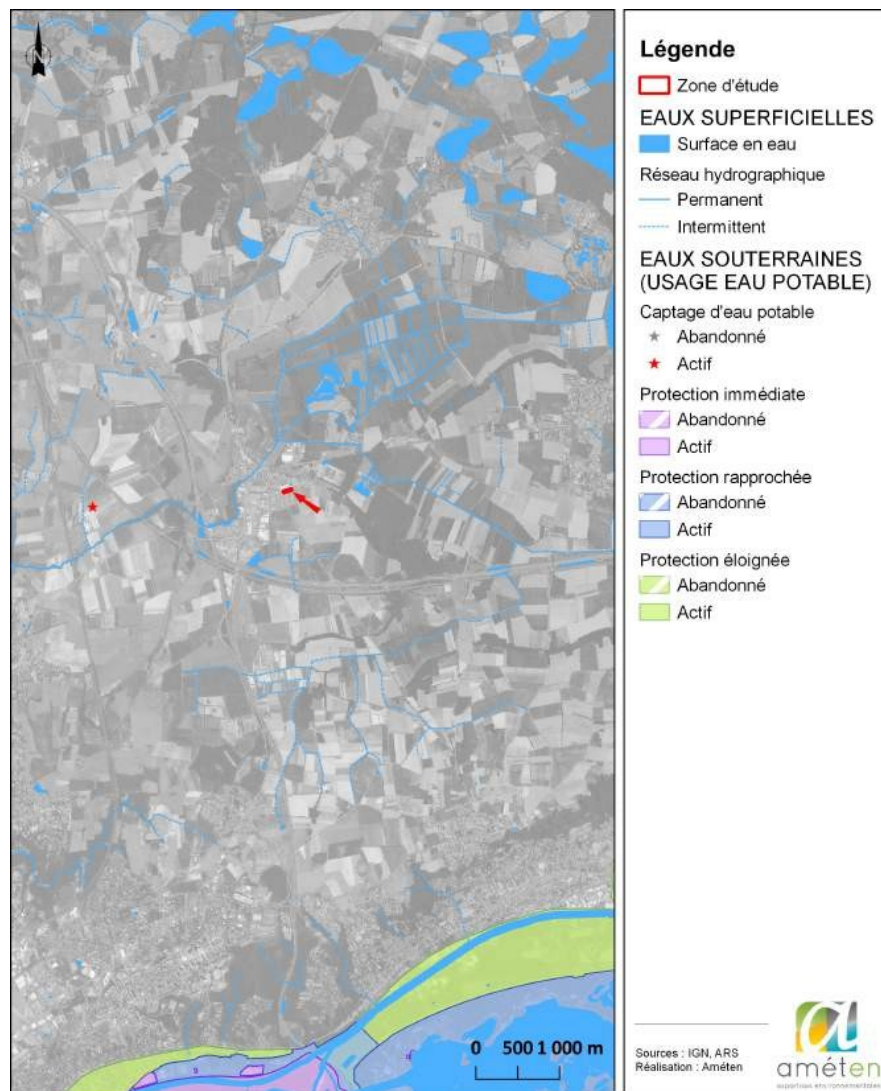 N
Légende
Zone d'étude
EAUX SUPERFICIELLES
Surface en eau
Réseau hydrographique
Permanent
Intermittent
EAUX SOUTERRAINES
(USAGE EAU POTABLE)
Captage d'eau potable
Abandonné
Actif
Protection immédiate
Abandonné
Actif
Protection rapprochée
Abandonné
Actif
Protection éloignée
Abandonné
Actif
0 500 1 000 m
Sources : IGN, ARS
Réalisation : Améten
améten